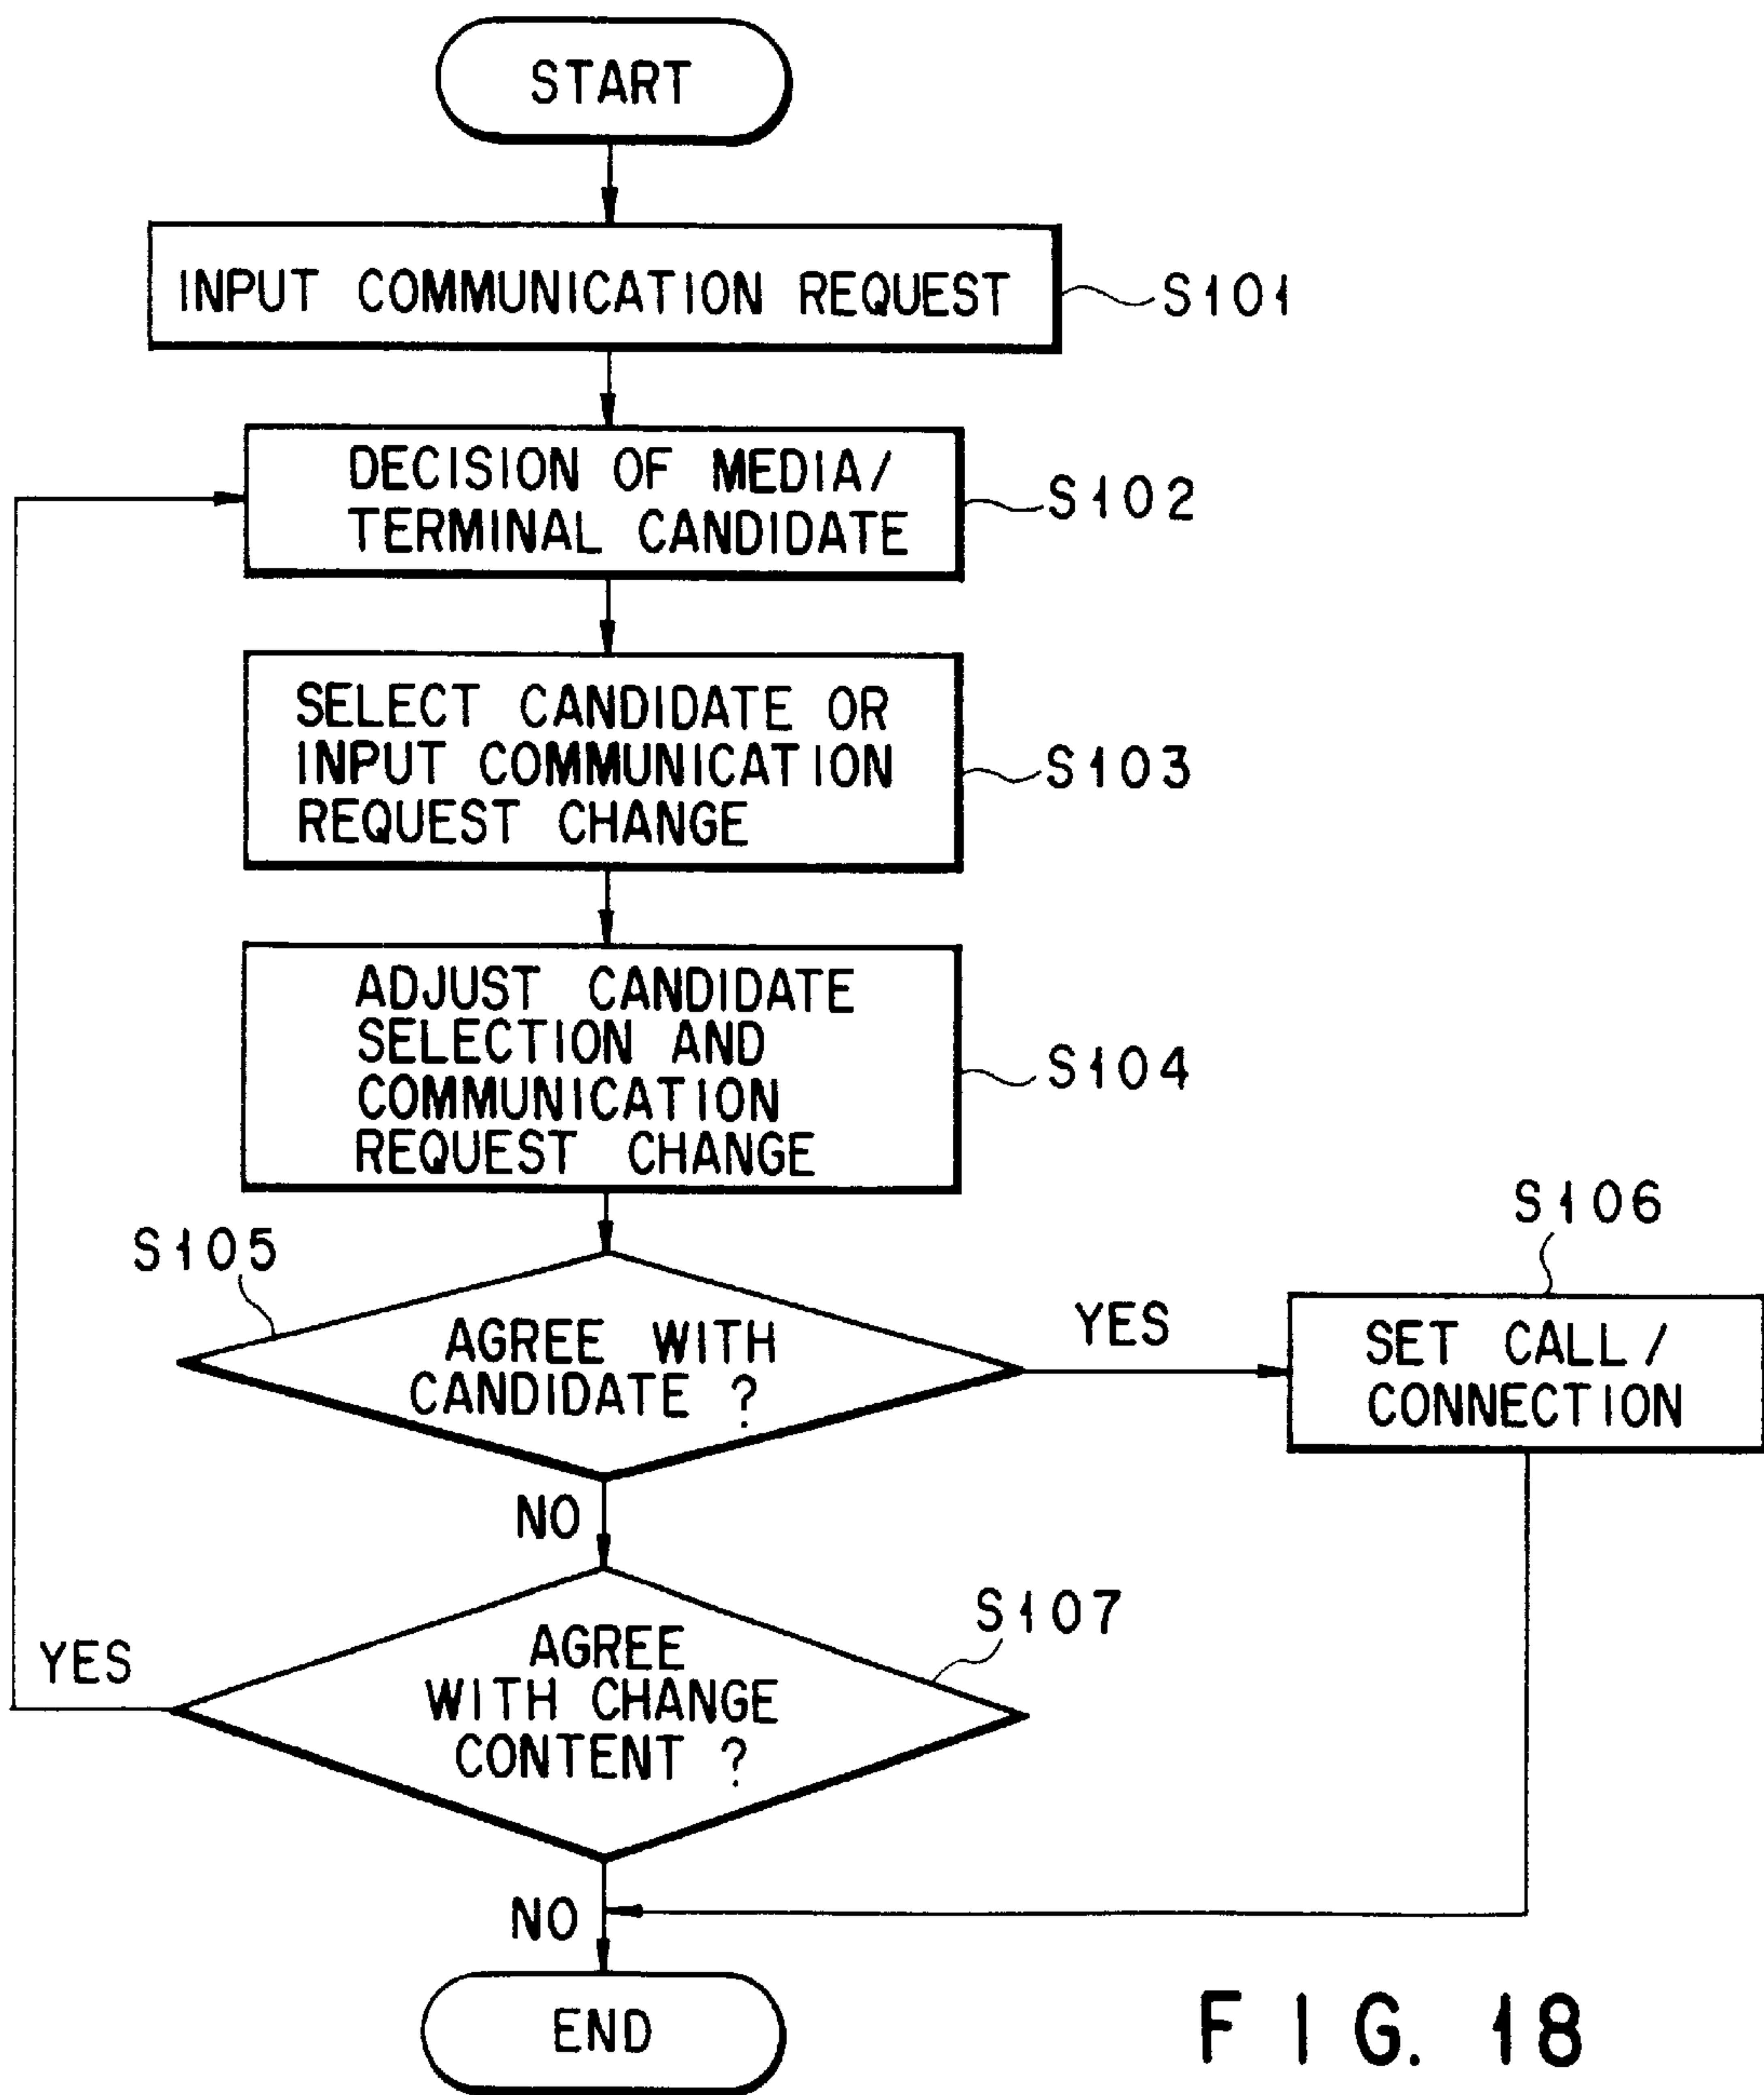 START
INPUT COMMUNICATION REQUEST
S101
DECISION OF MEDIA/
TERMINAL CANDIDATE
S102
SELECT CANDIDATE OR
INPUT COMMUNICATION
REQUEST CHANGE
S103
ADJUST CANDIDATE
SELECTION AND
COMMUNICATION
REQUEST CHANGE
S104
S105
AGREE WITH
CANDIDATE ?
YES
S106
SET CALL/
CONNECTION
NO
S107
AGREE
WITH CHANGE
CONTENT ?
YES
NO
END
FIG. 18